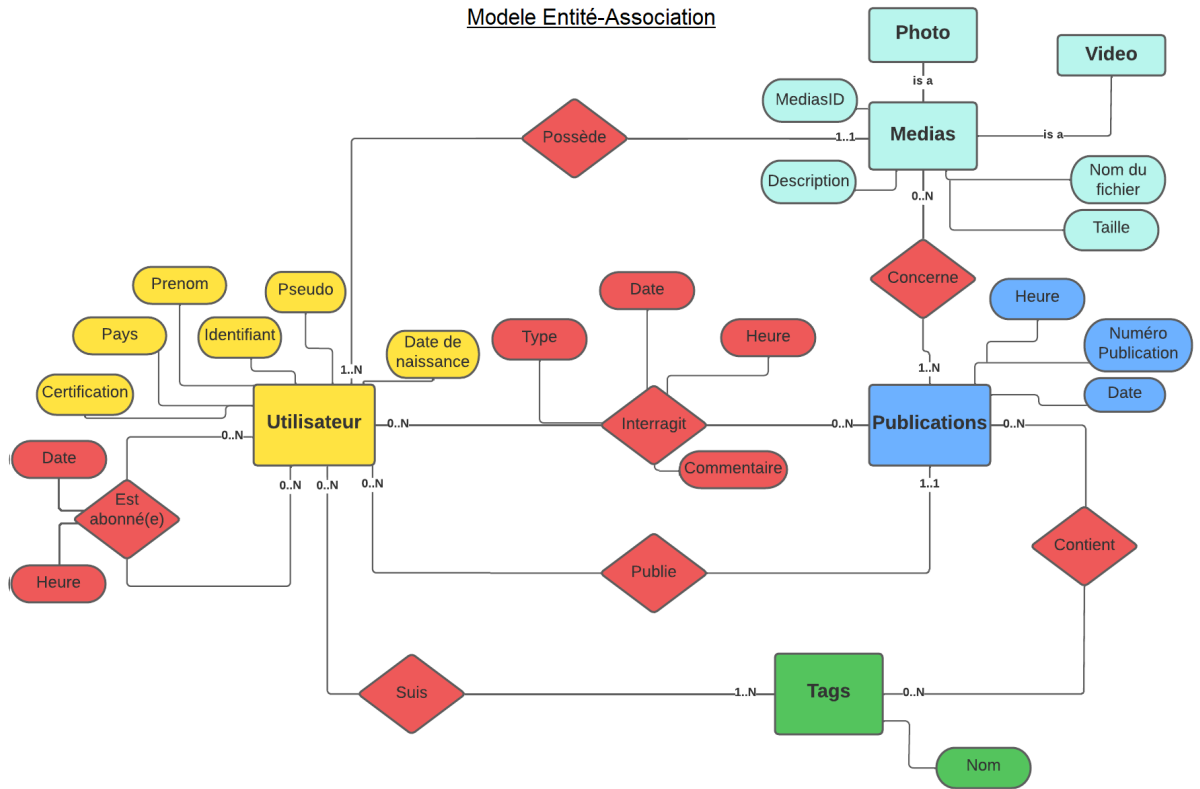 Modele Entité-Association
Photo
Video
is a
MediasID
Medias
is a
Possède
1..1
Description
Nom du
fichier
0..N
Taille
Concerne
Prenom
Pseudo
Date
Heure
Pays
Identifiant
Date de
naissance
Type
Heure
Numéro
Publication
1..N
1..N
Certification
Date
Utilisateur
0..N
Interragit
0..N
Publications
0..N
0..N
Date
Commentaire
0..N
0..N
0..N
1..1
Est
abonné(e)
Contient
Heure
Publie
Suis
1..N
Tags
0..N
Nom